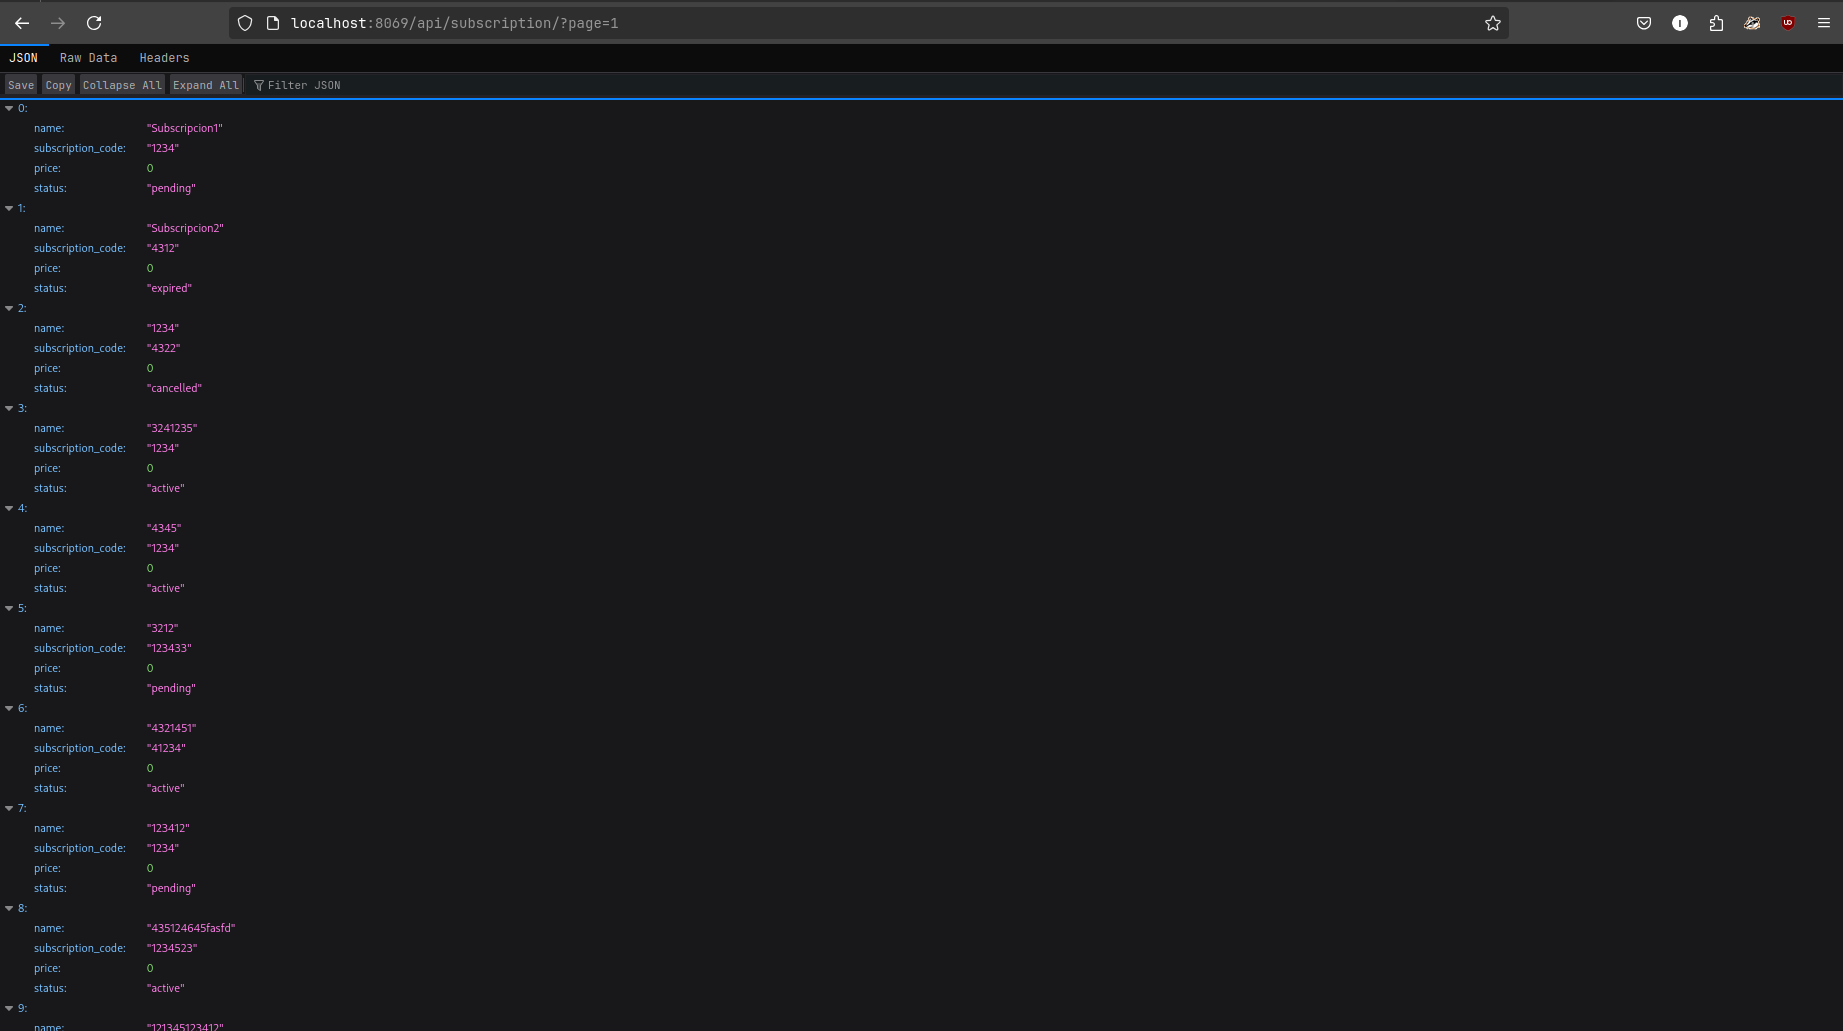 localhost:8069/api/subscription/?page=1
JSON Raw Data Headers
Save Copy Collapse All Expand All Filter JSON
0:
name: "Subscripcion1"
subscription_code: "1234"
price: 0
status: "pending"
1:
name: "Subscripcion2"
subscription_code: "4312"
price: 0
status: "expired"
2:
name: "1234"
subscription_code: "4322"
price: 0
status: "cancelled"
3:
name: "3241235"
subscription_code: "1234"
price: 0
status: "active"
4:
name: "4345"
subscription_code: "1234"
price: 0
status: "active"
5:
name: "3212"
subscription_code: "123433"
price: 0
status: "pending"
6:
name: "4321451"
subscription_code: "41234"
price: 0
status: "active"
7:
name: "123412"
subscription_code: "1234"
price: 0
status: "pending"
8:
name: "435124645fasfd"
subscription_code: "1234523"
price: 0
status: "active"
9:
name: "121345123412"